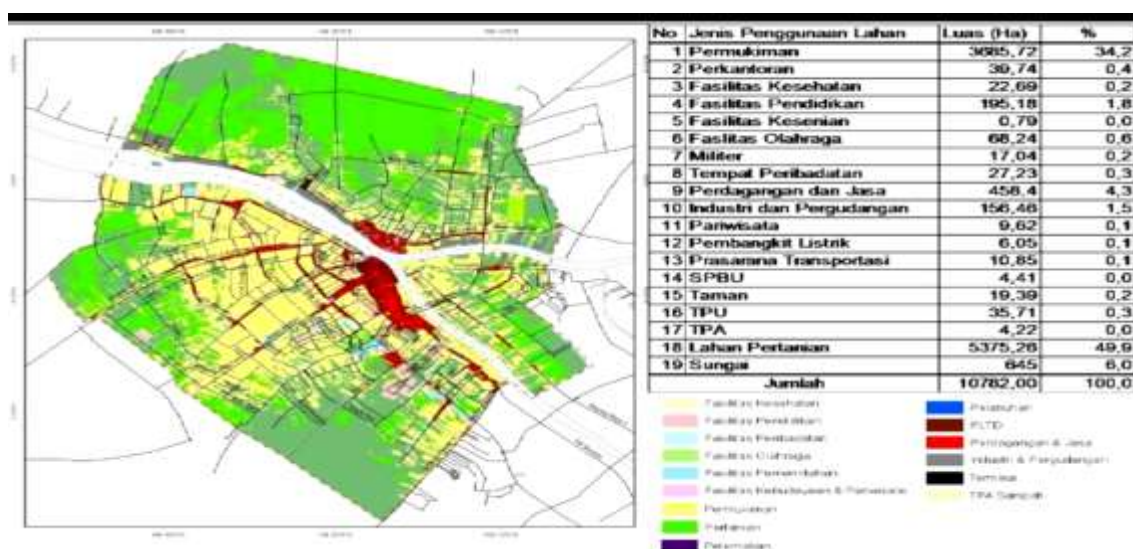 No Jenis Penggunaan Lahan Luas (Ha) %
1 Permukiman 3685,72 34,2
2 Perkantoran 39,74 0,4
3 Fasilitas Kesehatan 22,69 0,2
4 Fasilitas Pendidikan 195,18 1,8
5 Fasilitas Kesenian 0,79 0,0
6 Faslitas Olahraga 68,24 0,6
7 Militer 17,04 0,2
8 Tempat Peribadatan 27,23 0,3
9 Perdagangan dan Jasa 458,4 4,3
10 Industri dan Pergudangan 156,46 1,5
11 Pariwisata 9,62 0,1
12 Pembangkit Listrik 6,05 0,1
13 Prasarana Transportasi 10,85 0,1
14 SPBU 4,41 0,0
15 Taman 19,39 0,2
16 TPU 35,71 0,3
17 TPA 4,22 0,0
18 Lahan Pertanian 5375,26 49,9
19 Sungai 645 6,0
Jumlah 10782,00 100,0
Fasilitas Kesehatan
Fasilitas Pendidikan
Fasilitas Peribadatan
Fasilitas Olahraga
Fasilitas Pemerintahan
Fasilitas Kebudayaan & Pariwisata
Permukiman
Pertanian
Peternakan
Pelabuhan
PLTD
Perdagangan & Jasa
Industri & Pergudangan
Terminal
TPA Sampah